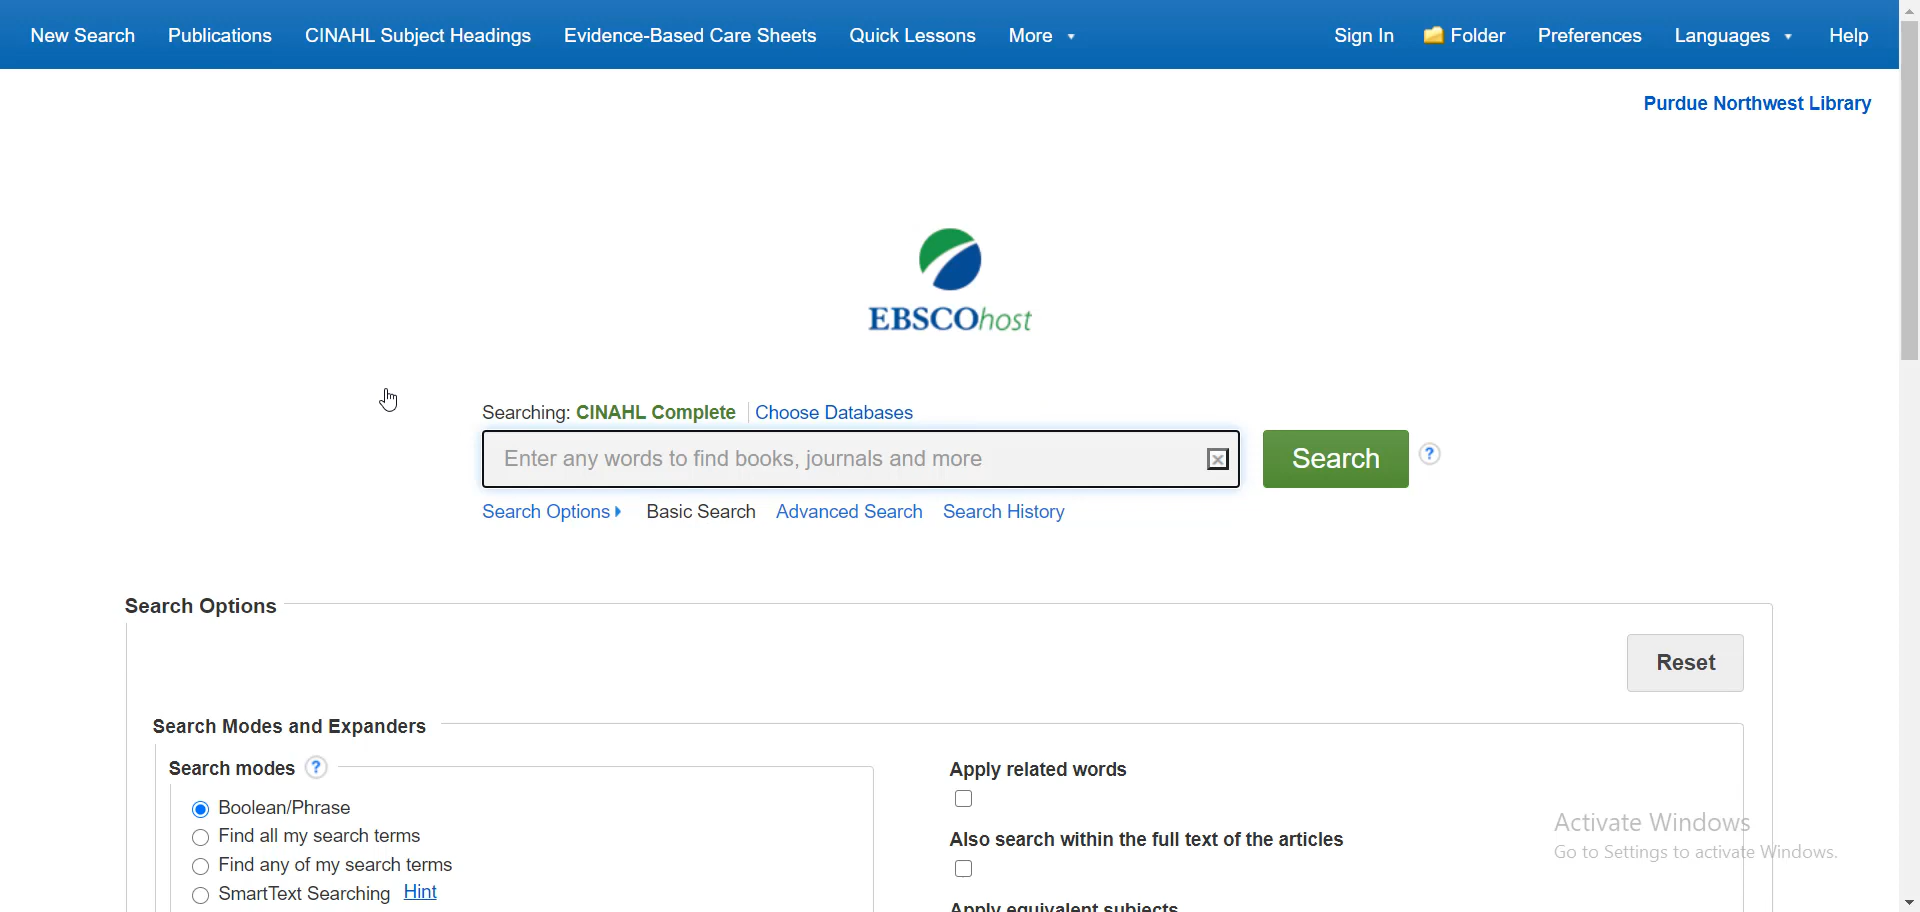 New Search Publications CINAHL Subject Headings Evidence-Based Care Sheets Quick Lessons More Sign In Folder Preferences Languages Help
Purdue Northwest Library
EBSCOhost
Searching: CINAHL Complete Choose Databases
Enter any words to find books, journals and more
Search ?
Search Options Basic Search Advanced Search Search History
Search Options
Reset
Search Modes and Expanders
Search modes ?
Boolean/Phrase
Find all my search terms
Find any of my search terms
SmartText Searching Hint
Apply related words
Also search within the full text of the articles
Apply equivalent subjects
Activate Windows
Go to Settings to activate Windows.